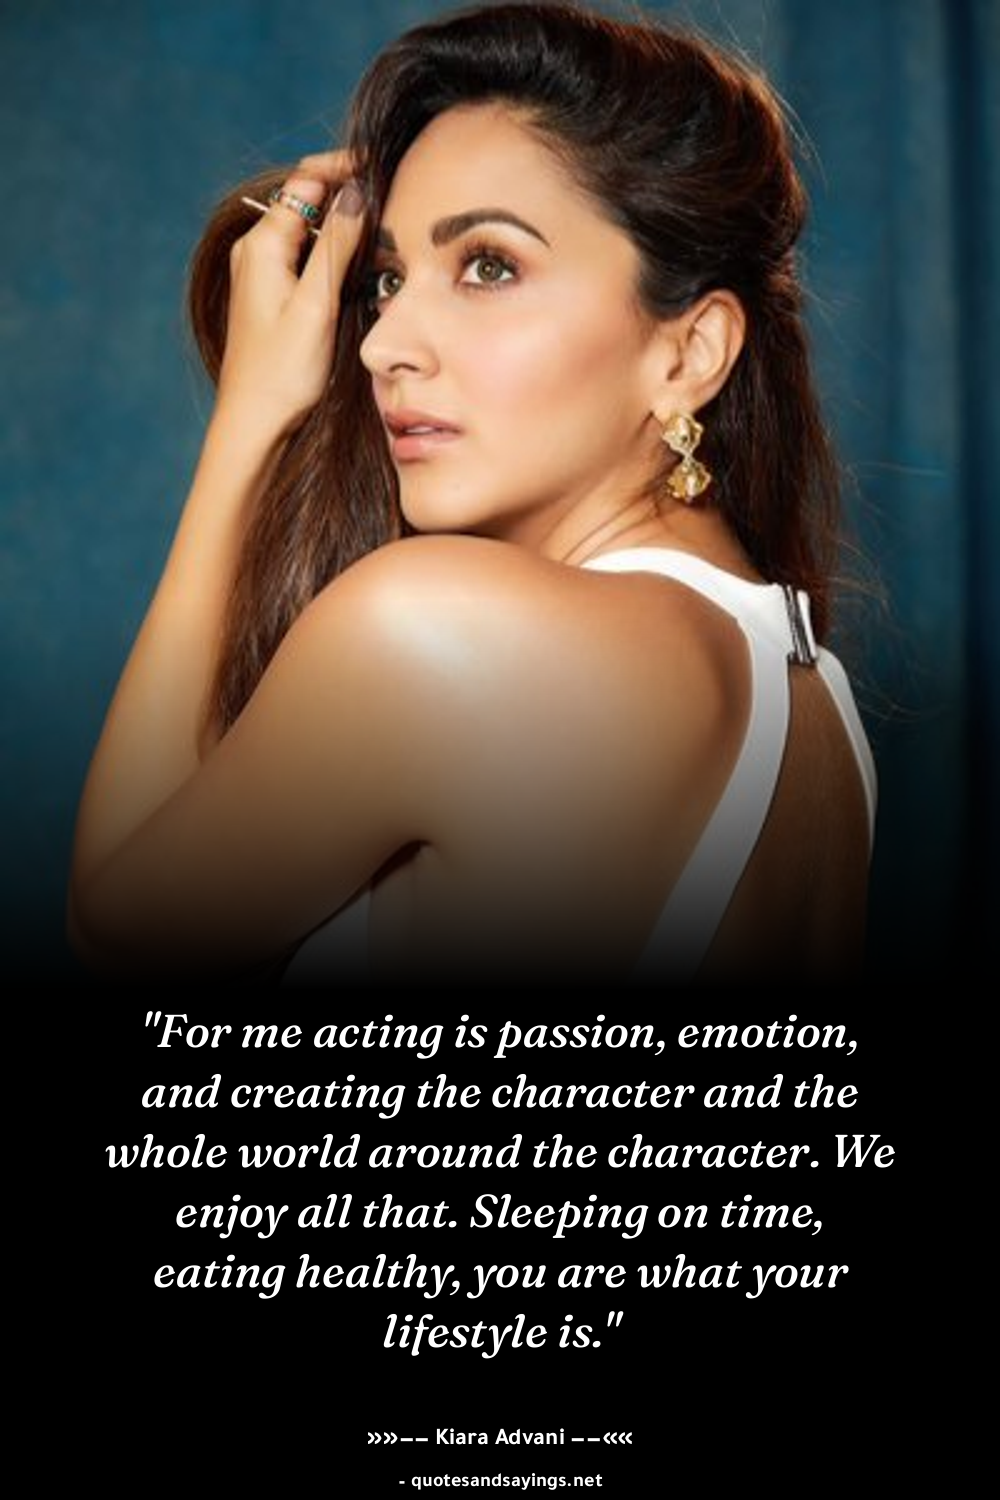 "For me acting is passion, emotion,
and creating the character and the
whole world around the character. We
enjoy all that. Sleeping on time,
eating healthy, you are what your
lifestyle is."
»»−− Kiara Advani −−««
- quotesandsayings.net